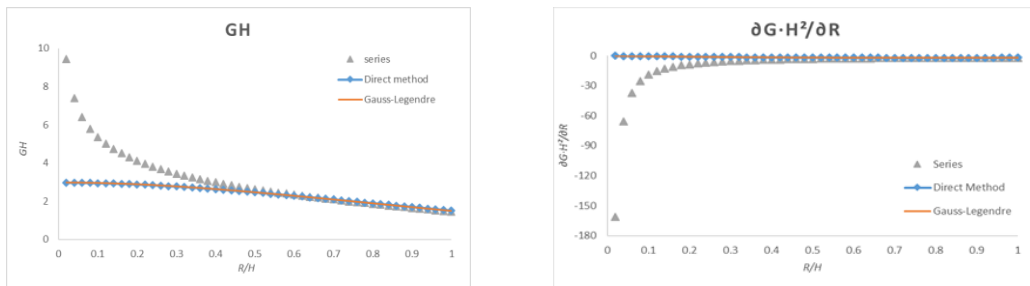 GH
10
8
6
4
2
0
GH
series
Direct method
Gauss-Legendre
0 0.1 0.2 0.3 0.4 0.5 0.6 0.7 0.8 0.9 1
R/H
∂G·H²/∂R
0
-30
-60
-90
-120
-150
-180
∂G·H²/∂R
Series
Direct Method
Gauss-Legendre
0 0.1 0.2 0.3 0.4 0.5 0.6 0.7 0.8 0.9 1
R/H